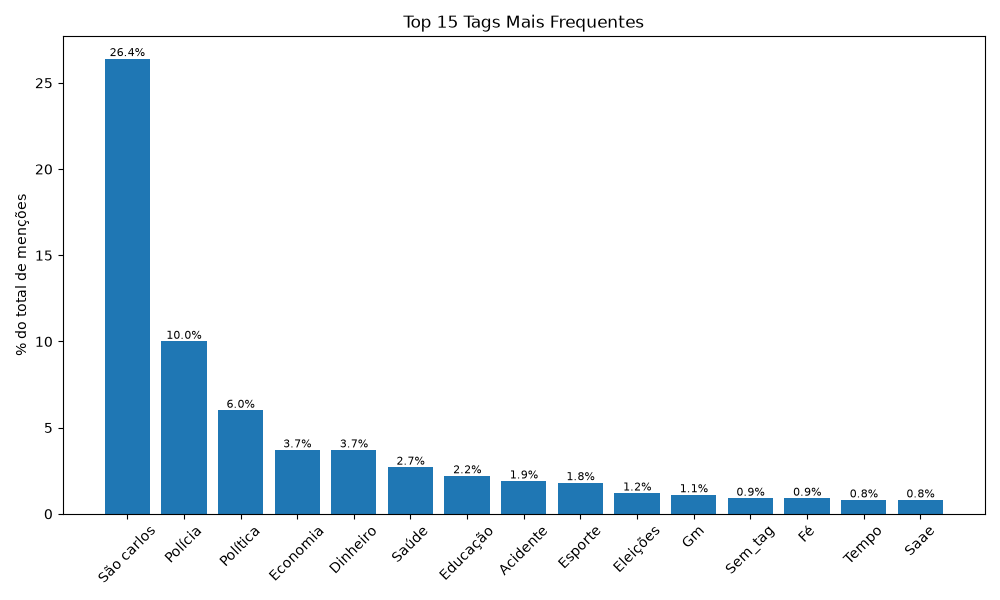 Top 15 Tags Mais Frequentes
% do total de menções
25
20
15
10
5
0
26.4%
10.0%
6.0%
3.7%
3.7%
2.7%
2.2%
1.9%
1.8%
1.2%
1.1%
0.9%
0.9%
0.8%
0.8%
São carlos
Polícia
Política
Economia
Dinheiro
Saúde
Educação
Acidente
Esporte
Eleições
Gm
Sem_tag
Fé
Tempo
Saae